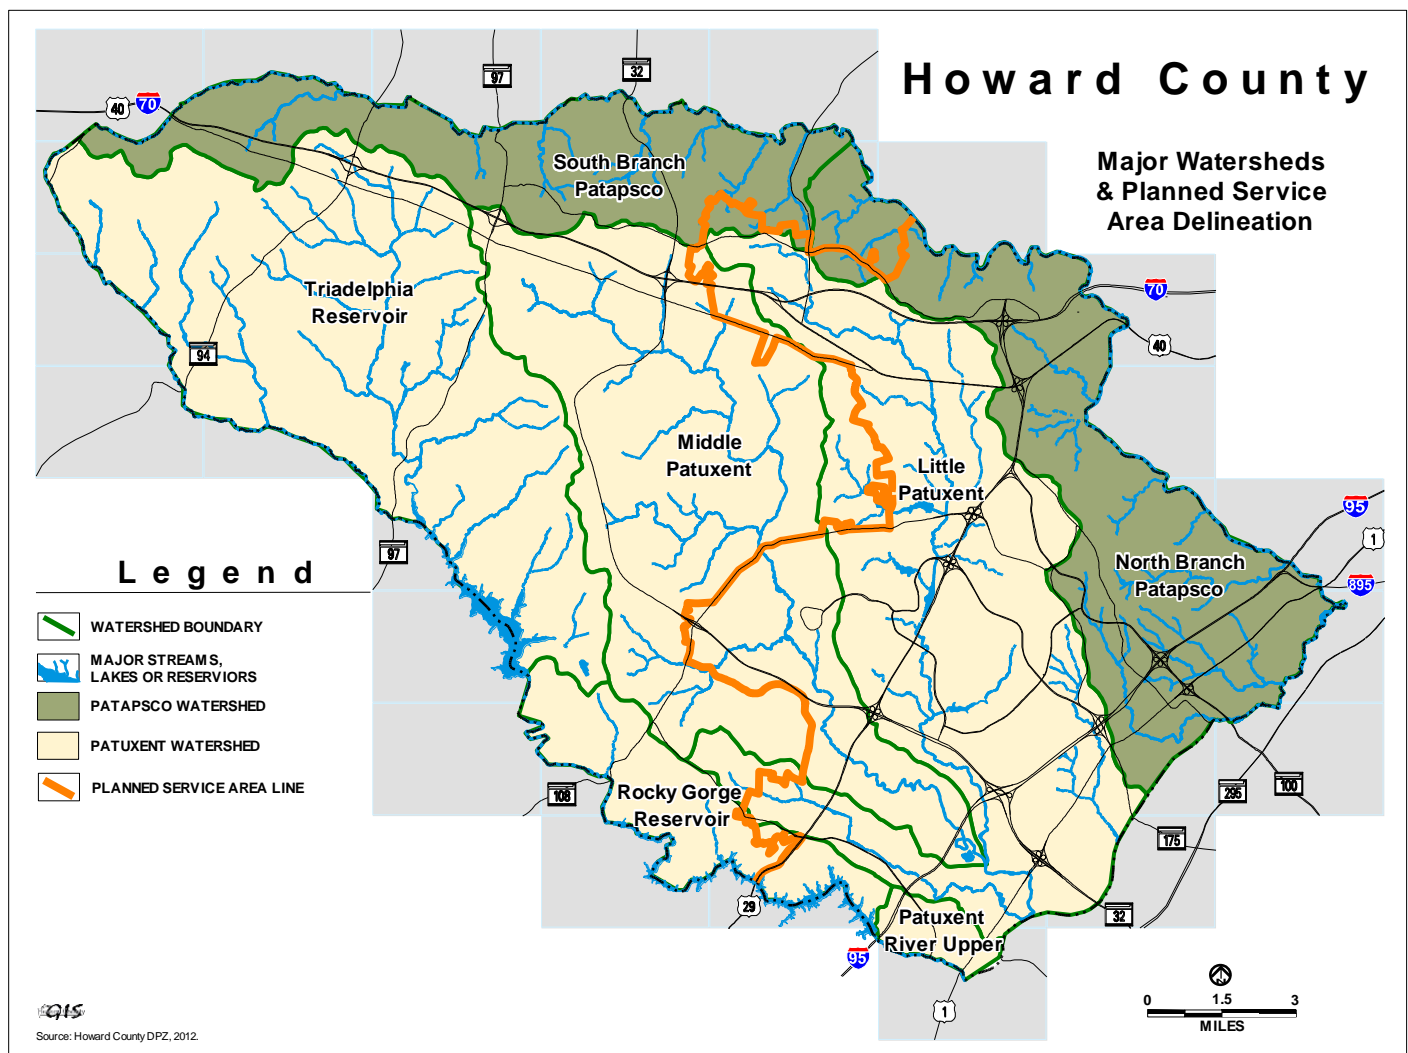 Howard County
Major Watersheds
& Planned Service
Area Delineation
97
32
40
70
South Branch
Patapsco
Triadelphia
Reservoir
70
40
94
Middle
Patuxent
Little
Patuxent
95
1
97
North Branch
Patapsco
895
Legend
WATERSHED BOUNDARY
MAJOR STREAMS,
LAKES OR RESERVIORS
PATAPSCO WATERSHED
PATUXENT WATERSHED
PLANNED SERVICE AREA LINE
108
Rocky Gorge
Reservoir
295
100
175
29
Patuxent
River Upper
32
95
1
0 1.5 3
MILES
GIS
Source: Howard County DPZ, 2012.